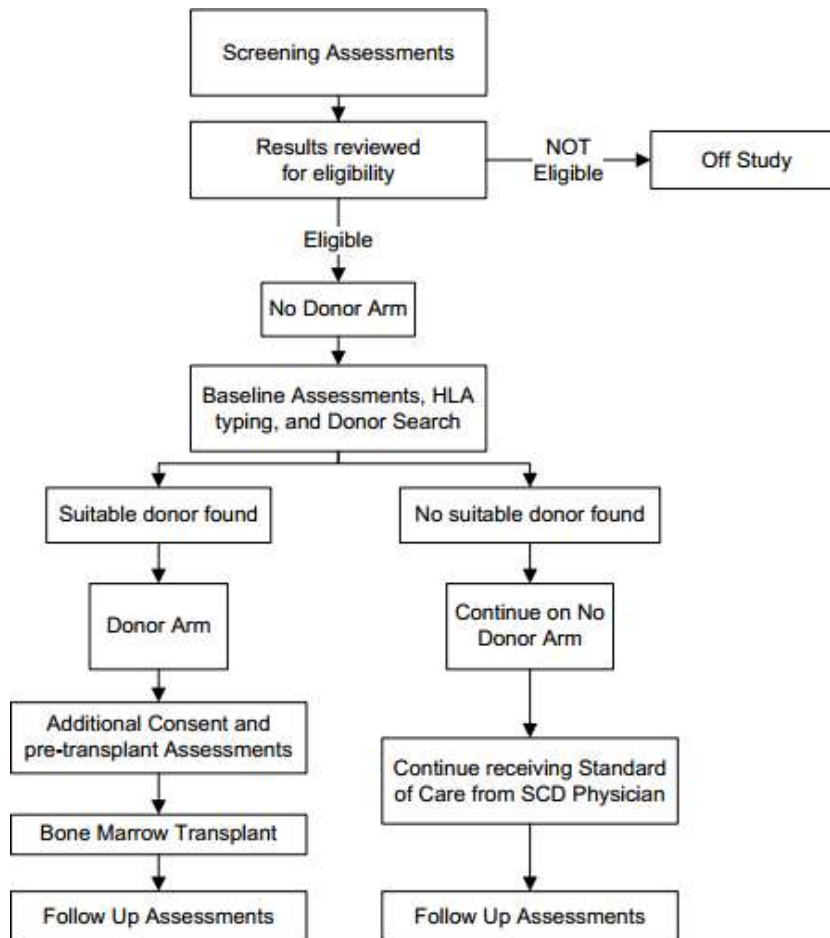 Screening Assessments
Results reviewed
for eligibility
NOT
Eligible
Off Study
Eligible
No Donor Arm
Baseline Assessments, HLA
typing, and Donor Search
Suitable donor found
No suitable donor found
Donor Arm
Continue on No
Donor Arm
Additional Consent and
pre-transplant Assessments
Continue receiving Standard
of Care from SCD Physician
Bone Marrow Transplant
Follow Up Assessments
Follow Up Assessments